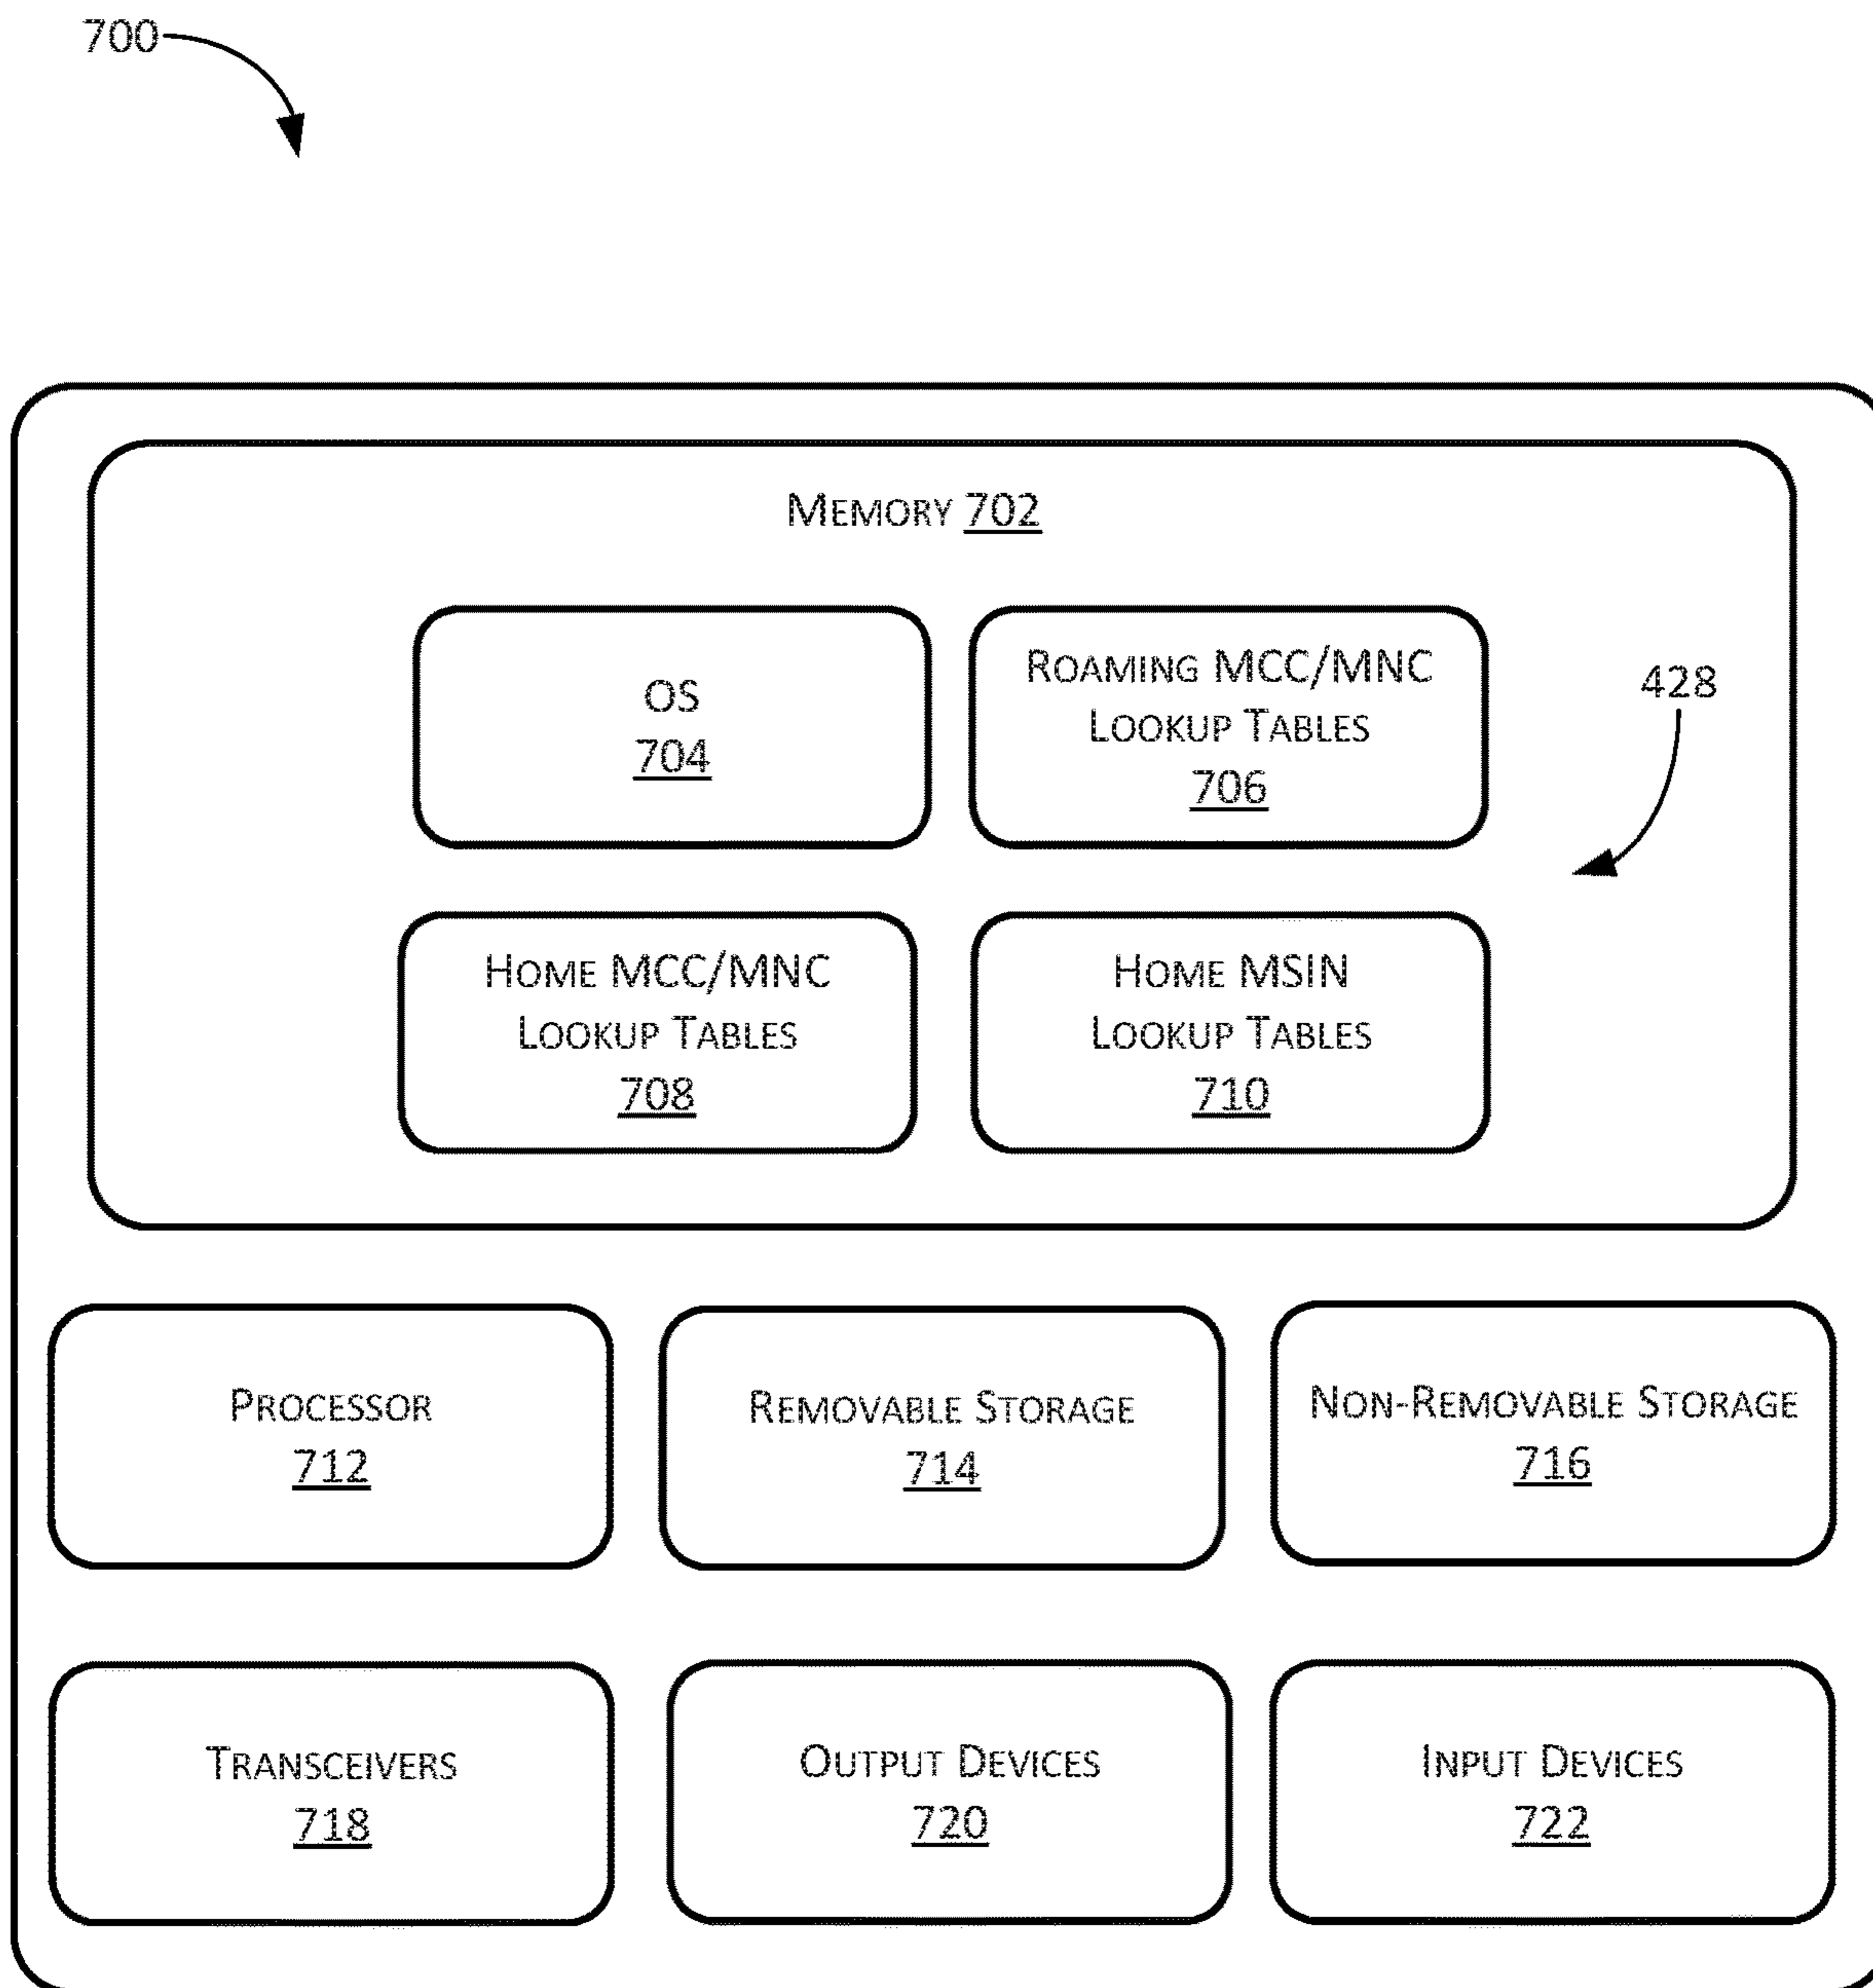 700
MEMORY 702
OS
704
ROAMING MCC/MNC
LOOKUP TABLES
706
428
HOME MCC/MNC
LOOKUP TABLES
708
HOME MSIN
LOOKUP TABLES
710
PROCESSOR
712
REMOVABLE STORAGE
714
NON-REMOVABLE STORAGE
716
TRANSCEIVERS
718
OUTPUT DEVICES
720
INPUT DEVICES
722